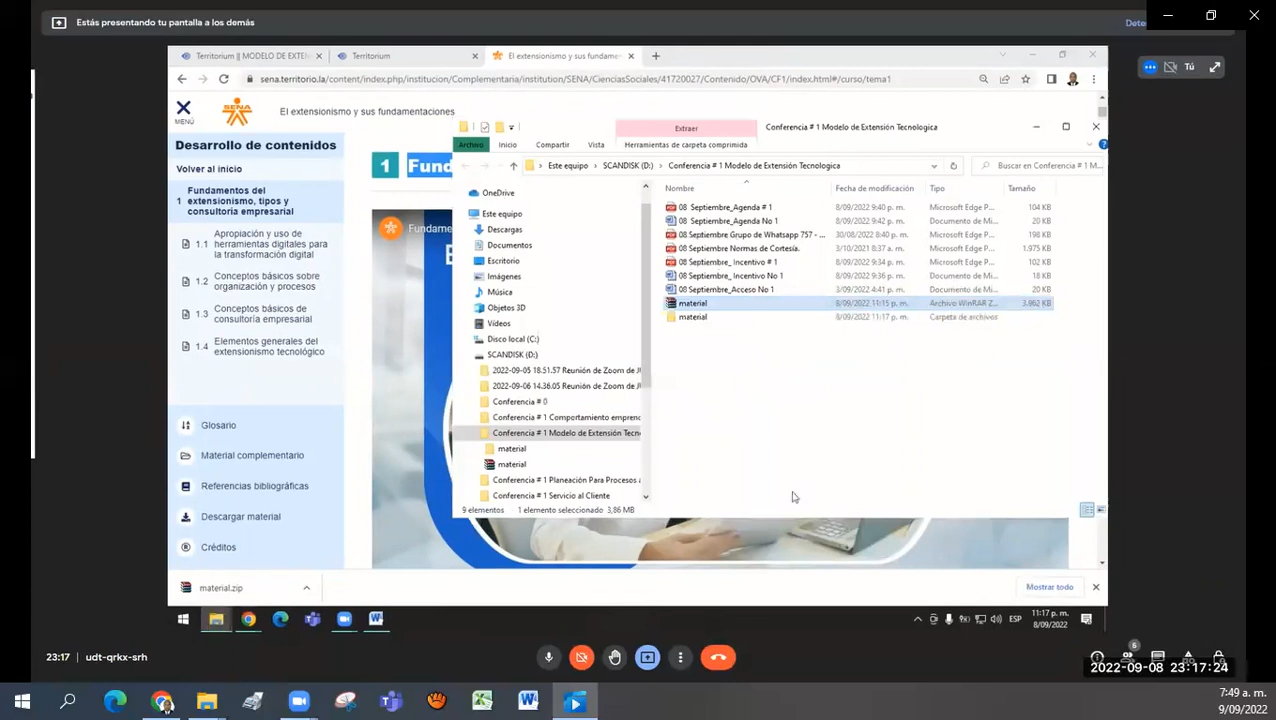 Estás presentando tu pantalla a los demás
Dete
Territorium || MODELO DE EXTEN
Territorium
El extensionismo y sus fundame
sena.territorio.la/content/index.php/institucion/Complementaria/institution/SENA/CienciasSociales/41720027/Contenido/OVA/CF1/index.html#/curso/tema1
Tú
MENÚ
SENA
El extensionismo y sus fundamentaciones
Desarrollo de contenidos
Volver al inicio
1 Fundamentos del
extensionismo, tipos y
consultoría empresarial
1.1 Apropiación y uso de
herramientas digitales para
la transformación digital
1.2 Conceptos básicos sobre
organización y procesos
1.3 Conceptos básicos de
consultoría empresarial
1.4 Elementos generales del
extensionismo tecnológico
Glosario
Material complementario
Referencias bibliográficas
Descargar material
Créditos
1 Fund
Fundame
Extraer
Conferencia # 1 Modelo de Extensión Tecnologica
Archivo Inicio Compartir Vista Herramientas de carpeta comprimida
Este equipo > SCANDISK (D:) > Conferencia # 1 Modelo de Extensión Tecnologica
Buscar en Conferencia # 1 M...
OneDrive
Este equipo
Descargas
Documentos
Escritorio
Imágenes
Música
Objetos 3D
Vídeos
Disco local (C:)
SCANDISK (D:)
2022-09-05 18.51.57 Reunión de Zoom de JU
2022-09-06 14.36.05 Reunión de Zoom de JU
Conferencia # 0
Conferencia # 1 Comportamiento emprenc
Conferencia # 1 Modelo de Extensión Tecno
material
material
Conferencia # 1 Planeación Para Procesos a
Conferencia # 1 Servicio al Cliente
Nombre Fecha de modificación Tipo Tamaño
08 Septiembre_Agenda # 1 8/09/2022 9:40 p. m. Microsoft Edge P... 104 KB
08 Septiembre_Agenda No 1 8/09/2022 9:42 p. m. Documento de Mi... 20 KB
08 Septiembre Grupo de Whatsapp 757 - ... 30/08/2022 8:40 p. m. Microsoft Edge P... 198 KB
08 Septiembre Normas de Cortesía. 3/10/2021 8:37 a. m. Microsoft Edge P... 1.975 KB
08 Septiembre_ Incentivo # 1 8/09/2022 9:34 p. m. Microsoft Edge P... 102 KB
08 Septiembre_ Incentivo No 1 8/09/2022 9:36 p. m. Documento de Mi... 18 KB
08 Septiembre_Acceso No 1 3/09/2022 4:41 p. m. Documento de Mi... 20 KB
material 8/09/2022 11:15 p. m. Archivo WinRAR Z... 3.962 KB
material 8/09/2022 11:17 p. m. Carpeta de archivos
9 elementos 1 elemento seleccionado 3,86 MB
material.zip
Mostrar todo
ESP
11:17 p. m.
8/09/2022
23:17 udt-qrkx-srh
6
2022-09-08 23:17:24
7:49 a. m.
9/09/2022